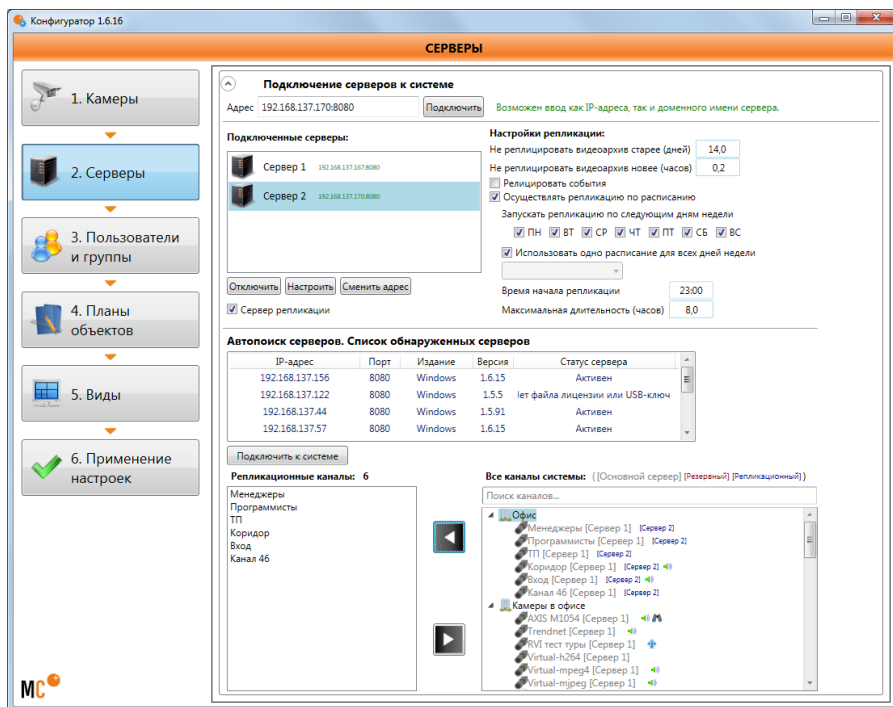 Конфигуратор 1.6.16
СЕРВЕРЫ
1. Камеры
2. Серверы
3. Пользователи
и группы
4. Планы
объектов
5. Виды
6. Применение
настроек
MC
Подключение серверов к системе
Адрес 192.168.137.170:8080 Подключить Возможен ввод как IP-адреса, так и доменного имени сервера.
Подключенные серверы:
Сервер 1 192.168.137.167:8080
Сервер 2 192.168.137.170:8080
Отключить Настроить Сменить адрес
Сервер репликации
Настройки репликации:
Не реплицировать видеоархив старее (дней) 14,0
Не реплицировать видеоархив новее (часов) 0,2
Релицировать события
Осуществлять репликацию по расписанию
Запускать репликацию по следующим дням недели
ПН ВТ СР ЧТ ПТ СБ ВС
Использовать одно расписание для всех дней недели
Время начала репликации 23:00
Максимальная длительность (часов) 8,0
Автопоиск серверов. Список обнаруженных серверов
IP-адрес Порт Издание Версия Статус сервера
192.168.137.156 8080 Windows 1.6.15 Активен
192.168.137.122 8080 Windows 1.5.5 lет файла лицензии или USB-ключ
192.168.137.44 8080 Windows 1.5.91 Активен
192.168.137.57 8080 Windows 1.6.15 Активен
Подключить к системе
Репликационные каналы: 6
Менеджеры
Программисты
ТП
Коридор
Вход
Канал 46
Все каналы системы: ([Основной сервер] [Резервный] [Репликационный])
Поиск каналов...
Офис
Менеджеры [Сервер 1] [Сервер 2]
Программисты [Сервер 1] [Сервер 2]
ТП [Сервер 1] [Сервер 2]
Коридор [Сервер 1] [Сервер 2]
Вход [Сервер 1] [Сервер 2]
Канал 46 [Сервер 1] [Сервер 2]
Камеры в офисе
AXIS M1054 [Сервер 1]
Trendnet [Сервер 1]
RVI тест туры [Сервер 1]
Virtual-h264 [Сервер 1]
Virtual-mpeg4 [Сервер 1]
Virtual-mjpeg [Сервер 1]